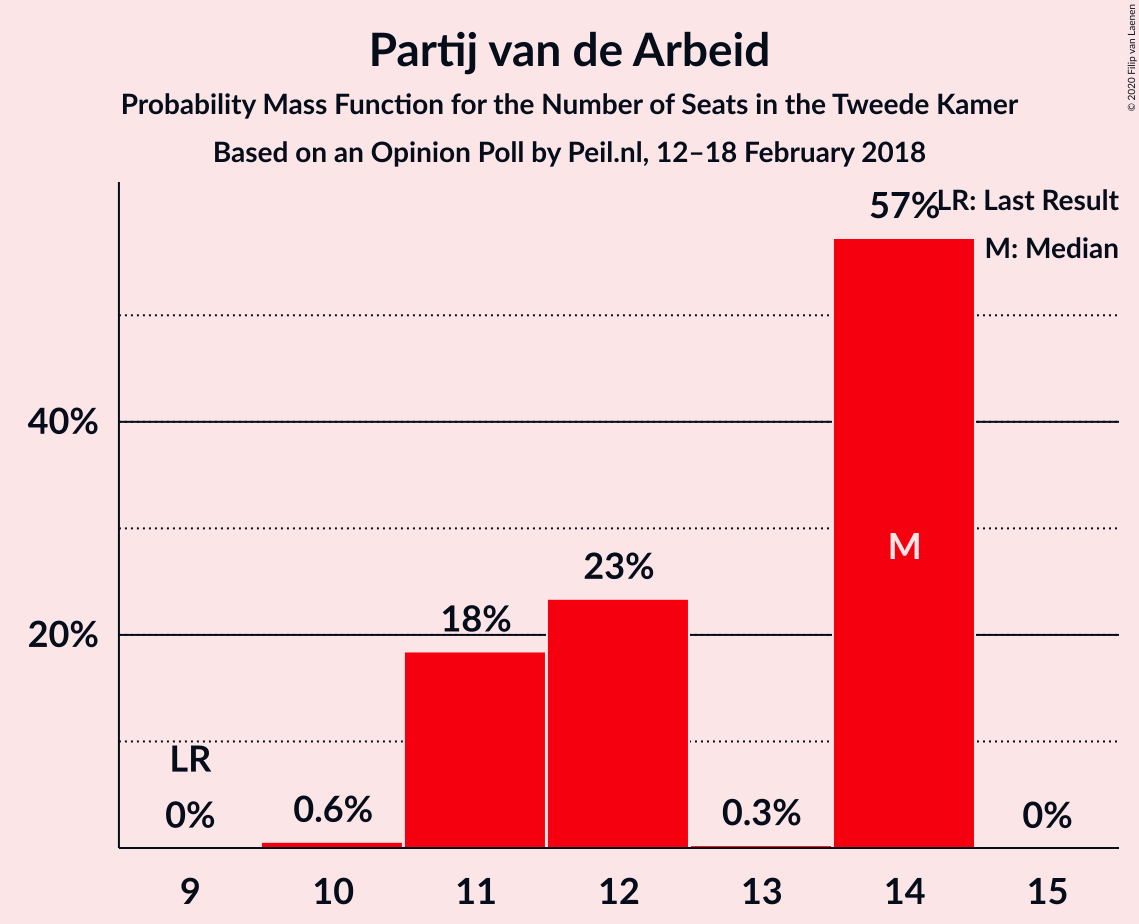 Partij van de Arbeid
Probability Mass Function for the Number of Seats in the Tweede Kamer
Based on an Opinion Poll by Peil.nl, 12–18 February 2018
© 2020 Filip van Laenen
LR: Last Result
M: Median
57%
40%
M
23%
18%
20%
LR
0%
0.6%
0.3%
0%
9 10 11 12 13 14 15